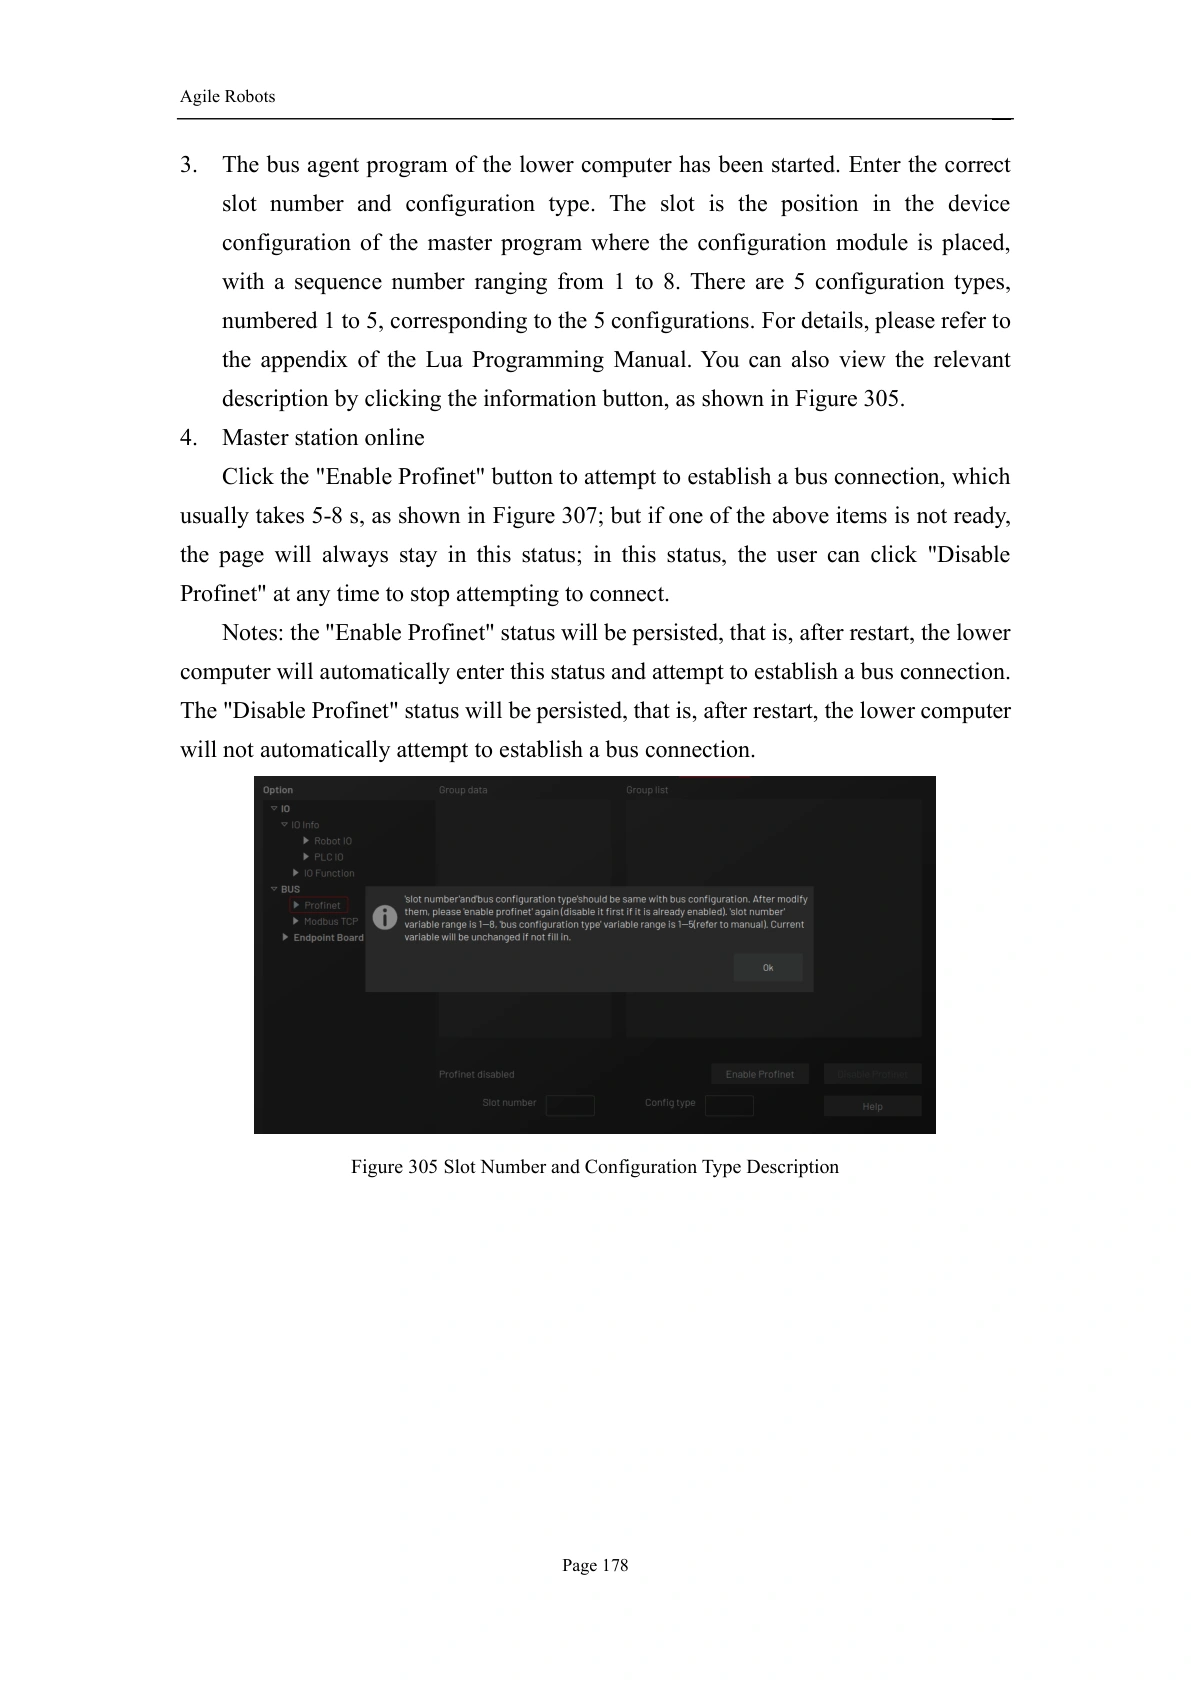 Agile Robots
3. The bus agent program of the lower computer has been started. Enter the correct
slot number and configuration type. The slot is the position in the device
configuration of the master program where the configuration module is placed,
with a sequence number ranging from 1 to 8. There are 5 configuration types,
numbered 1 to 5, corresponding to the 5 configurations. For details, please refer to
the appendix of the Lua Programming Manual. You can also view the relevant
description by clicking the information button, as shown in Figure 305.
4. Master station online
Click the "Enable Profinet" button to attempt to establish a bus connection, which
usually takes 5-8 s, as shown in Figure 307; but if one of the above items is not ready,
the page will always stay in this status; in this status, the user can click "Disable
Profinet" at any time to stop attempting to connect.
Notes: the "Enable Profinet" status will be persisted, that is, after restart, the lower
computer will automatically enter this status and attempt to establish a bus connection.
The "Disable Profinet" status will be persisted, that is, after restart, the lower computer
will not automatically attempt to establish a bus connection.
Option Group data Group list
IO
IO Info
Robot IO
PLC IO
IO Function
BUS
Profinet
Modbus TCP
Endpoint Board
'slot number'and'bus configuration type'should be same with bus configuration. After modify
them, please 'enable profinet' again(disable it first if it is already enabled). 'slot number'
variable range is 1—8, 'bus configuration type' variable range is 1—5(refer to manual). Current
variable will be unchanged if not fill in.
Ok
Profinet disabled Enable Profinet Disable Profinet
Slot number Config type Help
Figure 305 Slot Number and Configuration Type Description
Page 178